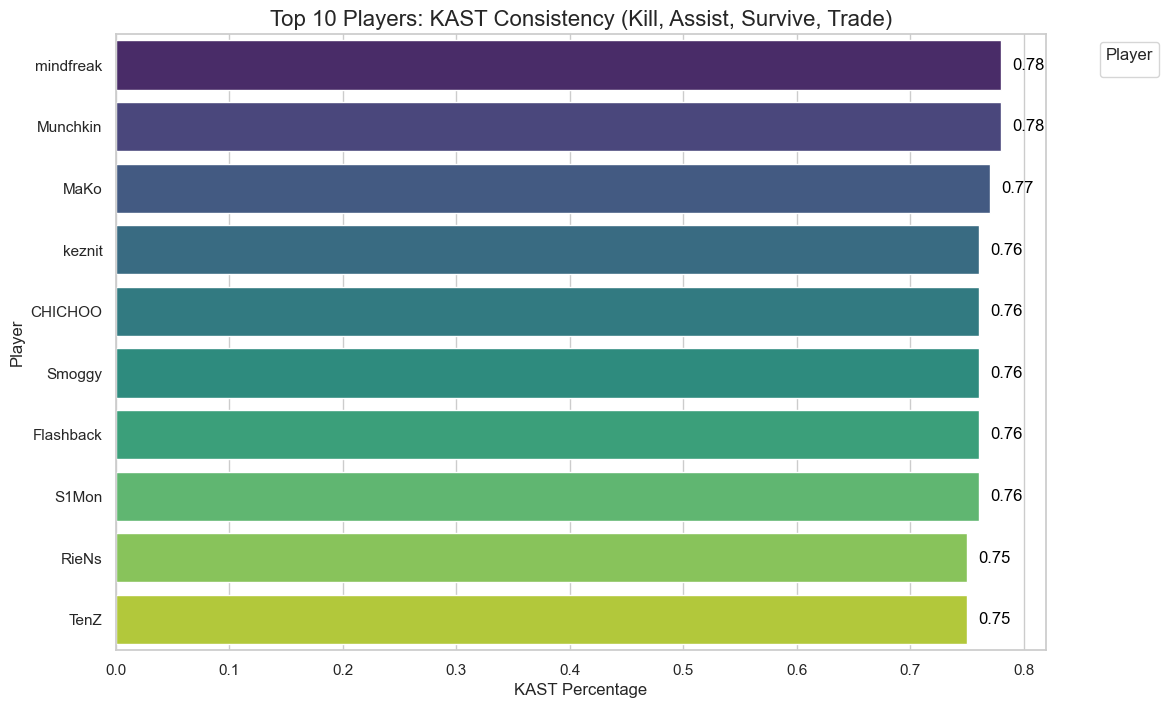 Top 10 Players: KAST Consistency (Kill, Assist, Survive, Trade)
Player
mindfreak 0.78
Munchkin 0.78
MaKo 0.77
keznit 0.76
CHICHOO 0.76
Smoggy 0.76
Flashback 0.76
S1Mon 0.76
RieNs 0.75
TenZ 0.75
Player
0.0 0.1 0.2 0.3 0.4 0.5 0.6 0.7 0.8
KAST Percentage